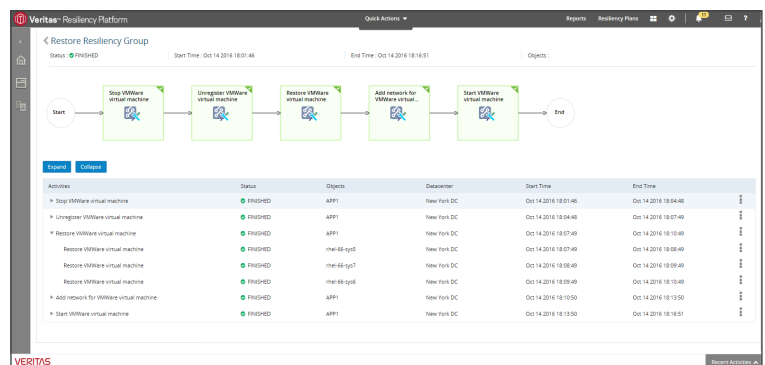 Veritas™ Resiliency Platform
Quick Actions
Reports
Resiliency Plans
?
Restore Resiliency Group
Status : FINISHED
Start Time : Oct 14 2016 18:01:46
End Time : Oct 14 2016 18:16:51
Objects :
Start
Stop VMWare
virtual machine
Unregister VMWare
virtual machine
Restore VMWare
virtual machine
Add network for
VMWare virtual...
Start VMWare
virtual machine
End
Expand
Collapse
Activities Status Objects Datacenter Start Time End Time
Stop VMWare virtual machine FINISHED APP1 New York DC Oct 14 2016 18:01:46 Oct 14 2016 18:04:48
Unregister VMWare virtual machine FINISHED APP1 New York DC Oct 14 2016 18:04:48 Oct 14 2016 18:07:49
Restore VMWare virtual machine FINISHED APP1 New York DC Oct 14 2016 18:07:49 Oct 14 2016 18:10:49
Restore VMWare virtual machine FINISHED rhel-66-sys5 New York DC Oct 14 2016 18:07:49 Oct 14 2016 18:08:49
Restore VMWare virtual machine FINISHED rhel-66-sys7 New York DC Oct 14 2016 18:08:49 Oct 14 2016 18:09:49
Restore VMWare virtual machine FINISHED rhel-66-sys6 New York DC Oct 14 2016 18:09:49 Oct 14 2016 18:10:49
Add network for VMWare virtual machine FINISHED APP1 New York DC Oct 14 2016 18:10:50 Oct 14 2016 18:13:50
Start VMWare virtual machine FINISHED APP1 New York DC Oct 14 2016 18:13:50 Oct 14 2016 18:16:51
VERITAS
Recent Activities